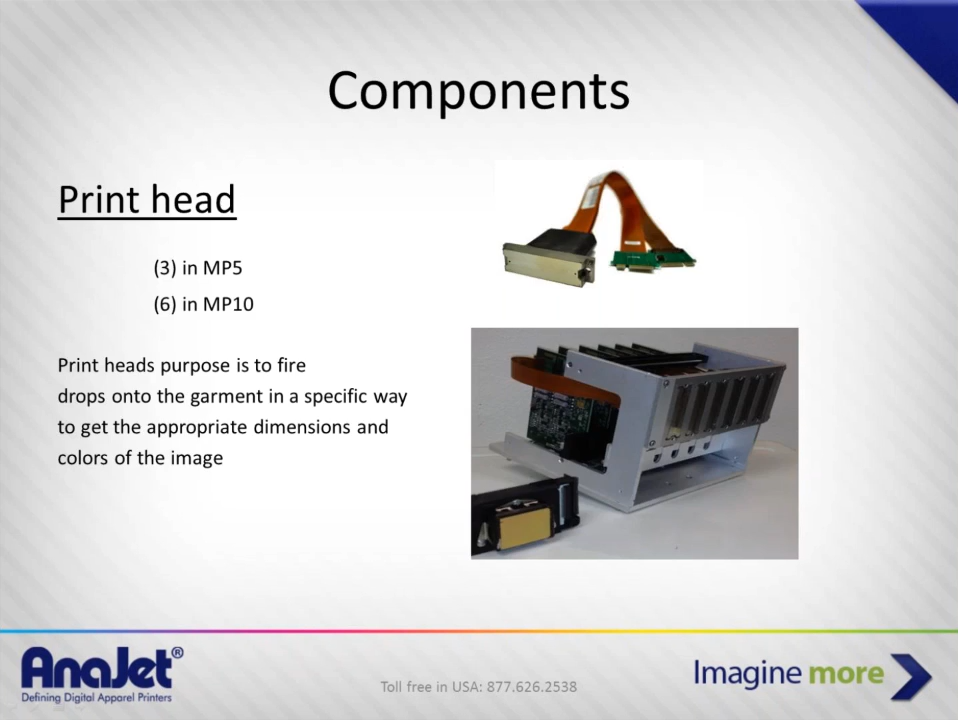 Components
Print head
(3) in MP5
(6) in MP10
Print heads purpose is to fire
drops onto the garment in a specific way
to get the appropriate dimensions and
colors of the image
AnaJet®
Defining Digital Apparel Printers
Toll free in USA: 877.626.2538
Imagine more